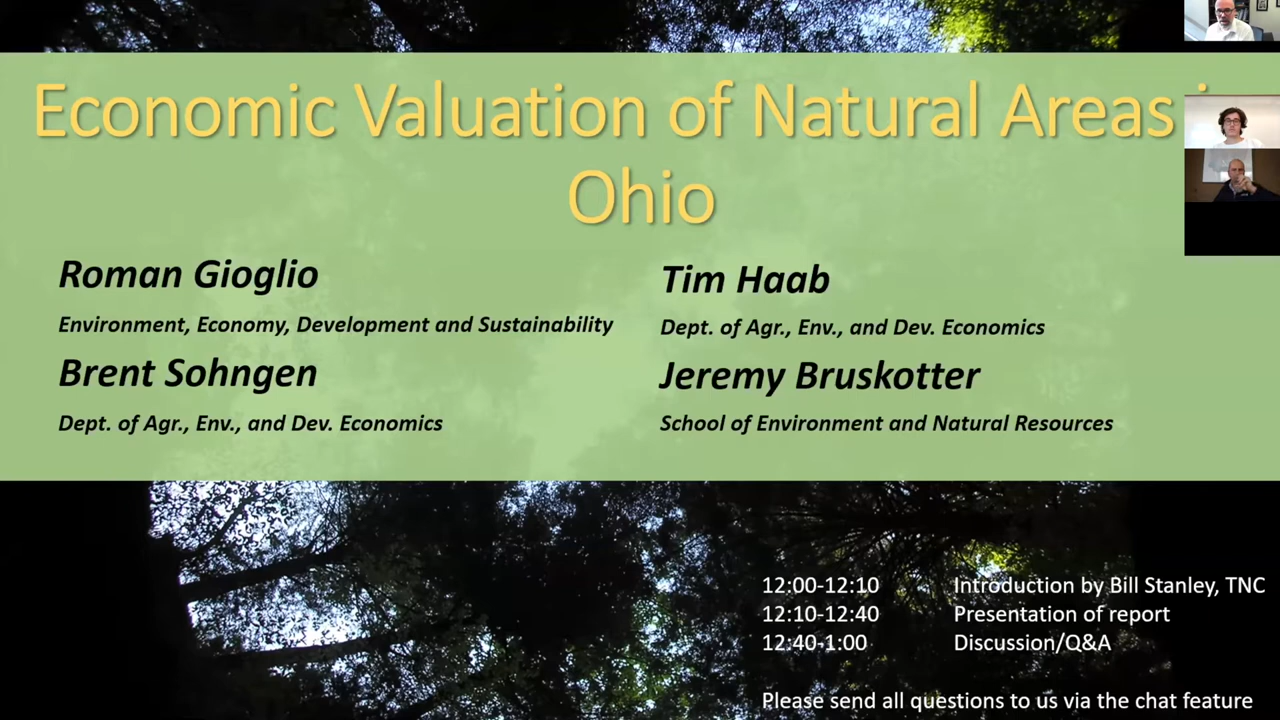 Economic Valuation of Natural Areas
Ohio
Roman Gioglio
Environment, Economy, Development and Sustainability
Brent Sohngen
Dept. of Agr., Env., and Dev. Economics
Tim Haab
Dept. of Agr., Env., and Dev. Economics
Jeremy Bruskotter
School of Environment and Natural Resources
12:00-12:10 Introduction by Bill Stanley, TNC
12:10-12:40 Presentation of report
12:40-1:00 Discussion/Q&A
Please send all questions to us via the chat feature